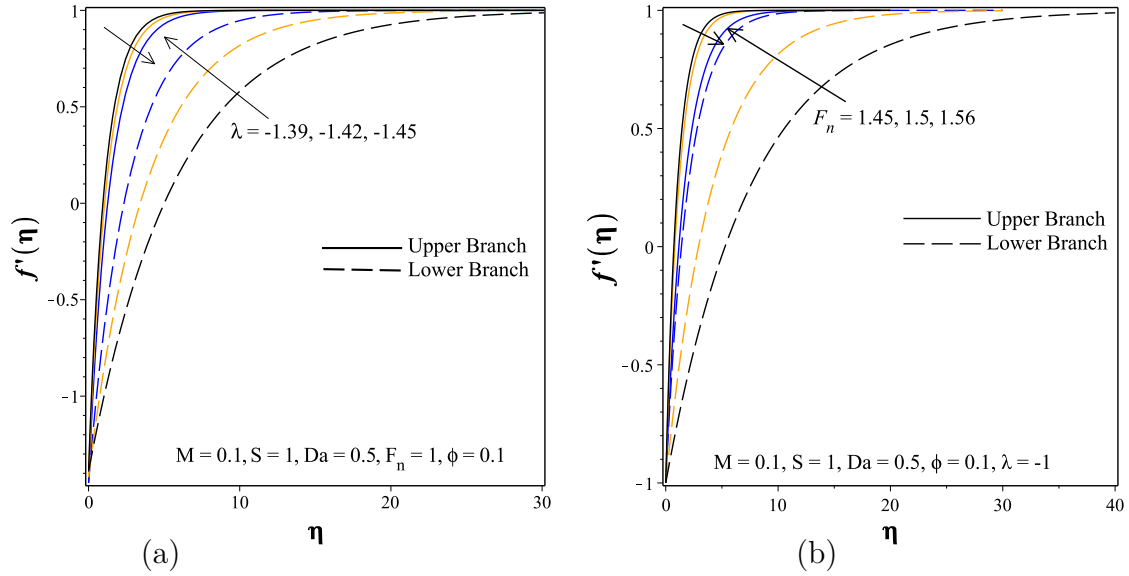 1
0.5
0
-0.5
-1
f'(η)
λ = -1.39, -1.42, -1.45
Upper Branch
Lower Branch
M = 0.1, S = 1, Da = 0.5, Fn = 1, ϕ = 0.1
0 10 20 30
η
(a)
1
0.5
0
-0.5
-1
f'(η)
Fn = 1.45, 1.5, 1.56
Upper Branch
Lower Branch
M = 0.1, S = 1, Da = 0.5, ϕ = 0.1, λ = -1
0 10 20 30 40
η
(b)